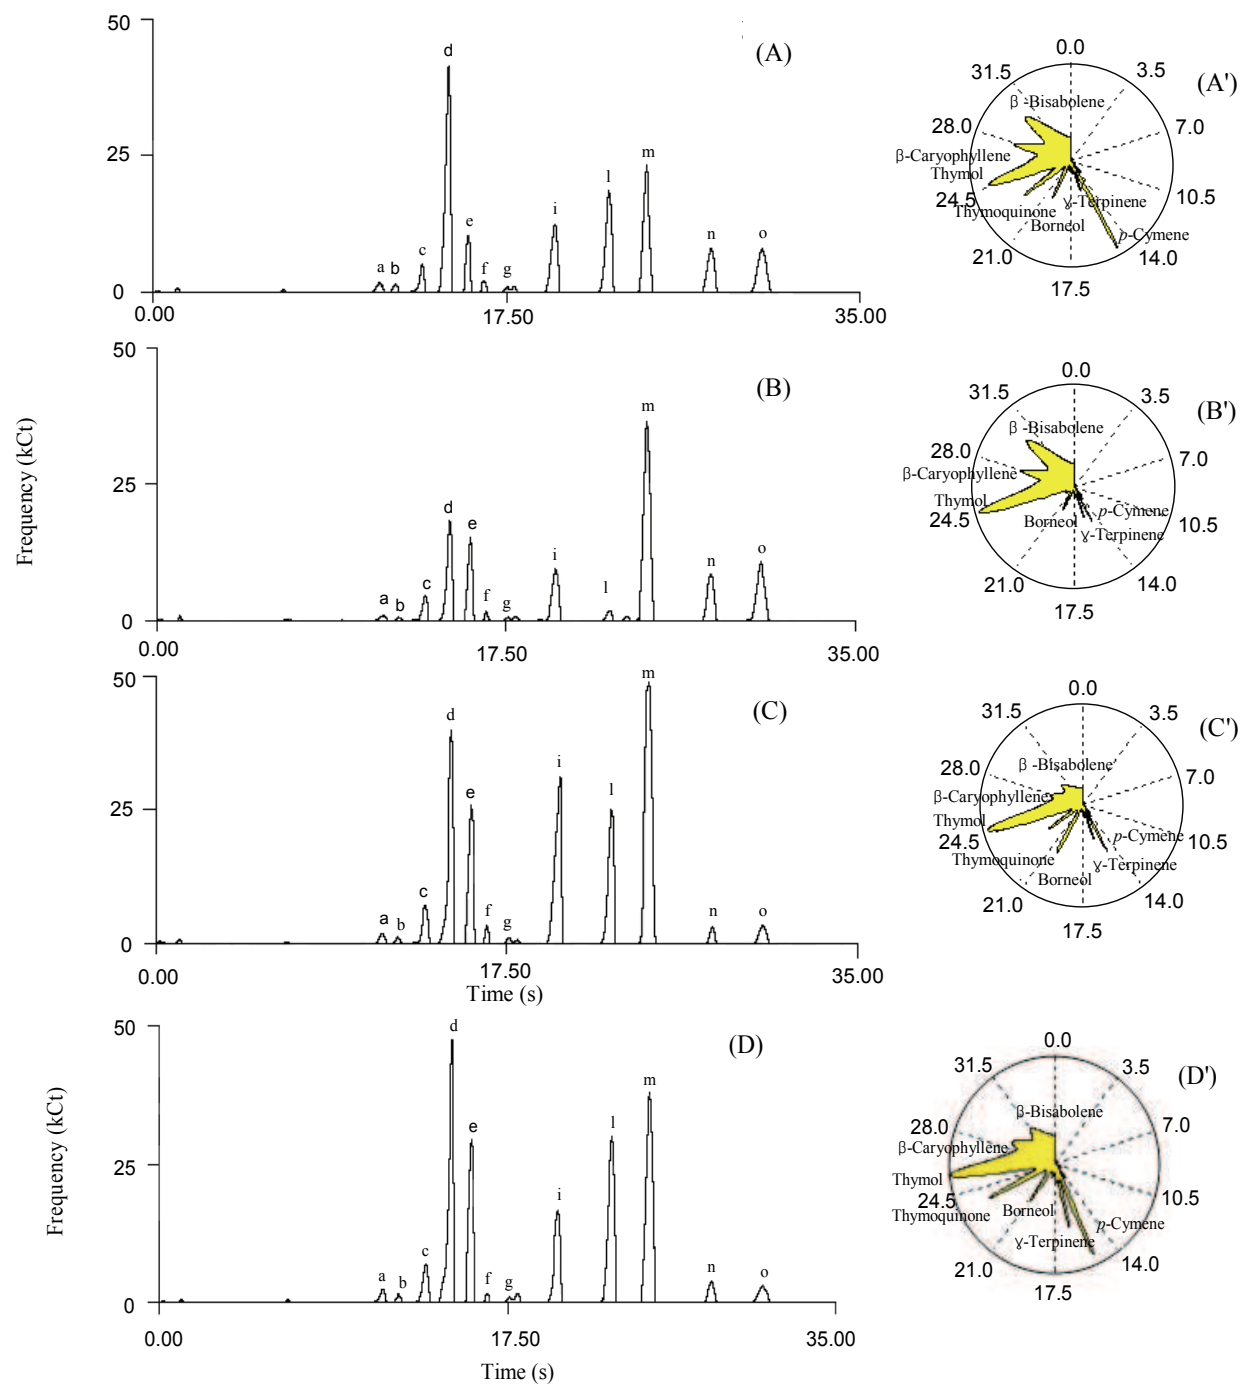 50
25
0
0.00
17.50
35.00
a
b
c
d
e
f
g
i
l
m
n
o
(A)
0.0
3.5
7.0
10.5
14.0
17.5
21.0
24.5
28.0
31.5
β -Bisabolene
β-Caryophyllene
Thymol
Thymoquinone
Borneol
ɣ-Terpinene
p-Cymene
(A')
Frequency (kCt)
50
25
0
0.00
17.50
35.00
a
b
c
d
e
f
g
i
l
m
n
o
(B)
0.0
3.5
7.0
10.5
14.0
17.5
21.0
24.5
28.0
31.5
β -Bisabolene
β-Caryophyllene
Thymol
Borneol
p-Cymene
ɣ-Terpinene
(B')
50
25
0
0.00
17.50
35.00
Time (s)
a
b
c
d
e
f
g
i
l
m
n
o
(C)
0.0
3.5
7.0
10.5
14.0
17.5
21.0
24.5
28.0
31.5
β -Bisabolene
β-Caryophyllene
Thymol
Thymoquinone
Borneol
p-Cymene
ɣ-Terpinene
(C')
Frequency (kCt)
50
25
0
0.00
17.50
35.00
Time (s)
a
b
c
d
e
f
g
i
l
m
n
o
(D)
0.0
3.5
7.0
10.5
14.0
17.5
21.0
24.5
28.0
31.5
β-Bisabolene
β-Caryophyllene
Thymol
Thymoquinone
Borneol
p-Cymene
ɣ-Terpinene
(D')